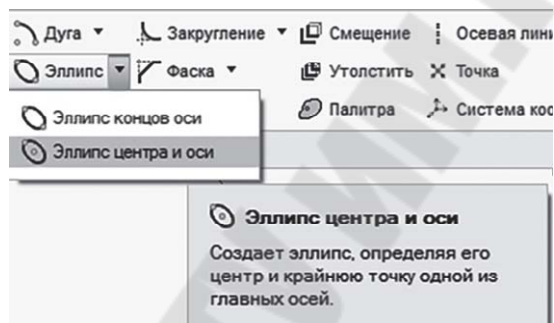 Дуга Закругление Смещение Осевая лини
Эллипс Фаска Утолстить Точка
Палитра Система коо
Эллипс концов оси
Эллипс центра и оси
Эллипс центра и оси
Создает эллипс, определяя его
центр и крайнюю точку одной из
главных осей.